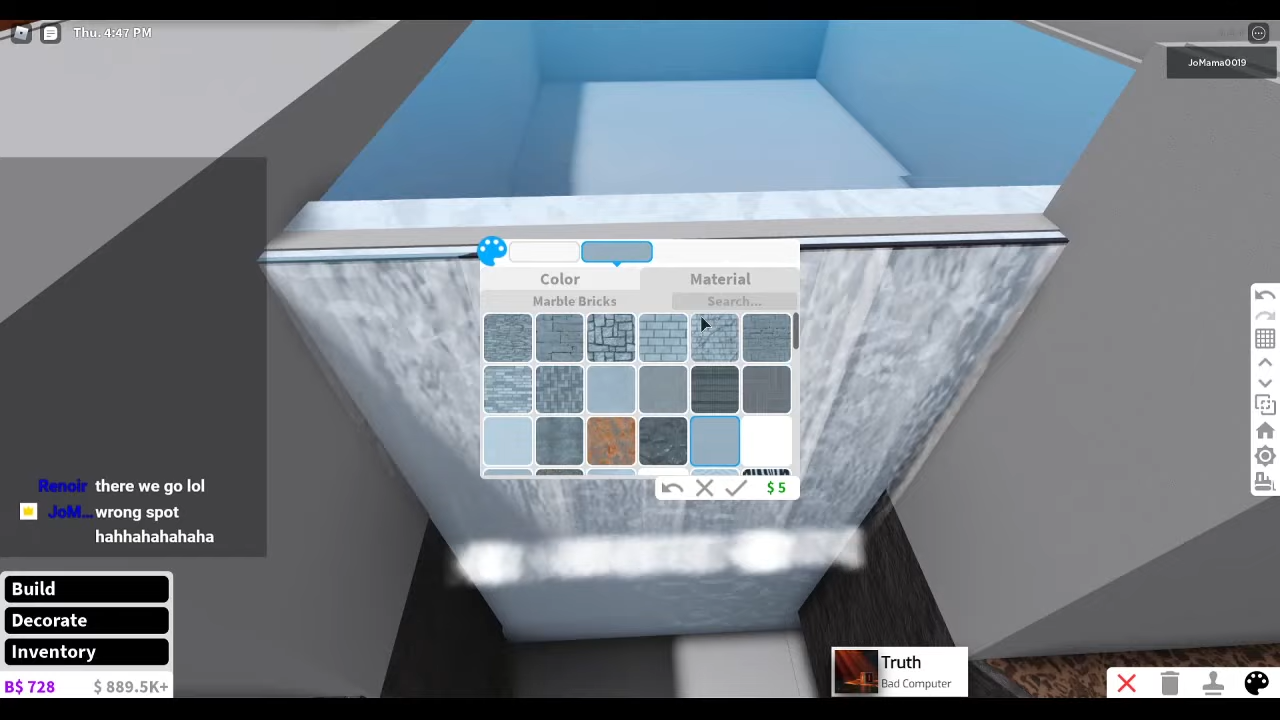 Thu. 4:47 PM
JoMama0019
Color
Material
Marble Bricks
Search...
$ 5
Renoir there we go lol
JoM... wrong spot
hahhahahahaha
Build
Decorate
Inventory
B$ 728
$ 889.5K+
Truth
Bad Computer